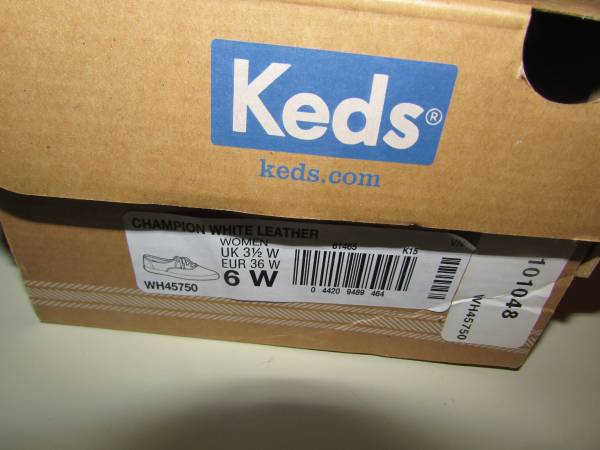 Keds®
keds.com
CHAMPION WHITE LEATHER
WOMEN
UK 3½ W
EUR 36 W
6 W
WH45750
61465
K15
0 4420 9489 464
101048
WH45750